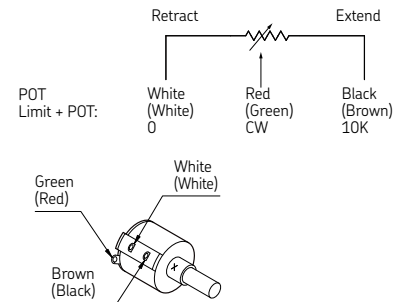 Retract Extend
POT White Red Black
Limit + POT: (White) (Green) (Brown)
0 CW 10K
White
(White)
Green
(Red)
Brown
(Black)